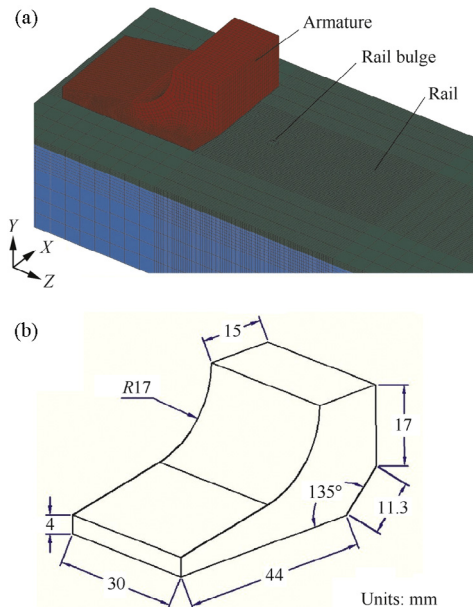 (a)
Armature
Rail bulge
Rail
Y
X
Z
(b)
15
R17
17
135°
11.3
4
30
44
Units: mm